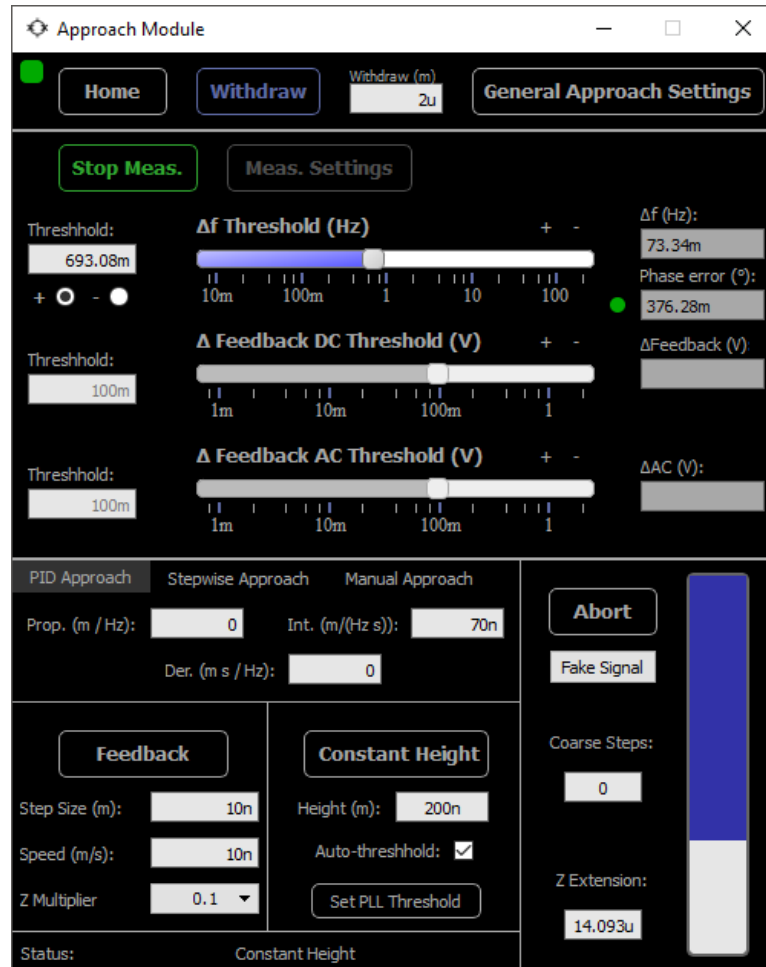 Approach Module
Home
Withdraw
Withdraw (m)
2u
General Approach Settings
Stop Meas.
Meas. Settings
Threshhold:
693.08m
+ -
Δf Threshold (Hz) + -
10m 100m 1 10 100
Δf (Hz):
73.34m
Phase error (°):
376.28m
Threshhold:
100m
Δ Feedback DC Threshold (V) + -
1m 10m 100m 1
ΔFeedback (V):
Threshhold:
100m
Δ Feedback AC Threshold (V) + -
1m 10m 100m 1
ΔAC (V):
PID Approach Stepwise Approach Manual Approach
Prop. (m / Hz): 0 Int. (m/(Hz s)): 70n
Der. (m s / Hz): 0
Feedback
Step Size (m): 10n
Speed (m/s): 10n
Z Multiplier 0.1
Constant Height
Height (m): 200n
Auto-threshhold:
Set PLL Threshold
Abort
Fake Signal
Coarse Steps:
0
Z Extension:
14.093u
Status: Constant Height